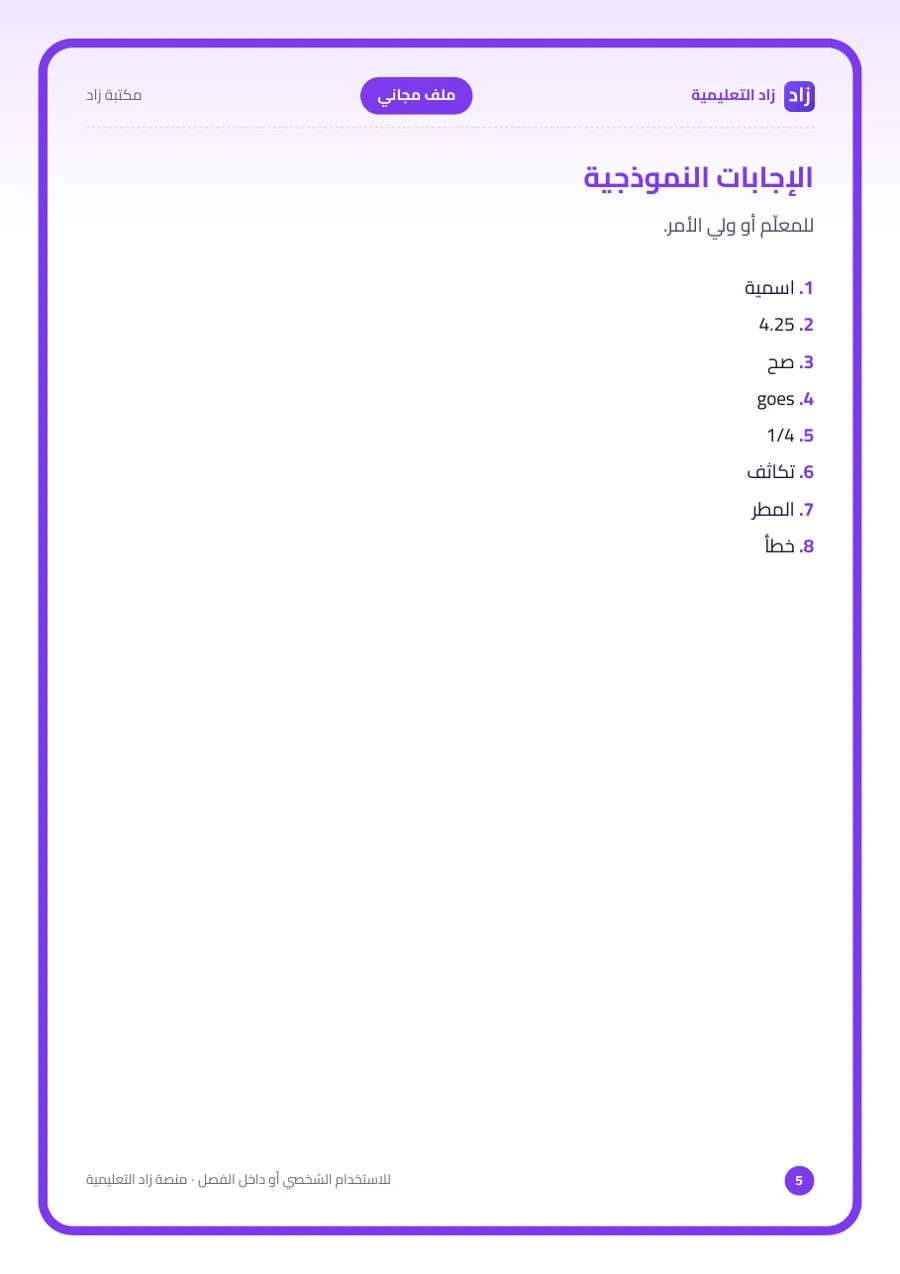 زاد
زاد التعليمية
ملف مجاني
مكتبة زاد
الإجابات النموذجية
للمعلّم أو ولي الأمر.
1. اسمية
2. 4.25
3. صح
4. goes
5. 1/4
6. تكاثف
7. المطر
8. خطأ
5
للاستخدام الشخصي أو داخل الفصل · منصة زاد التعليمية